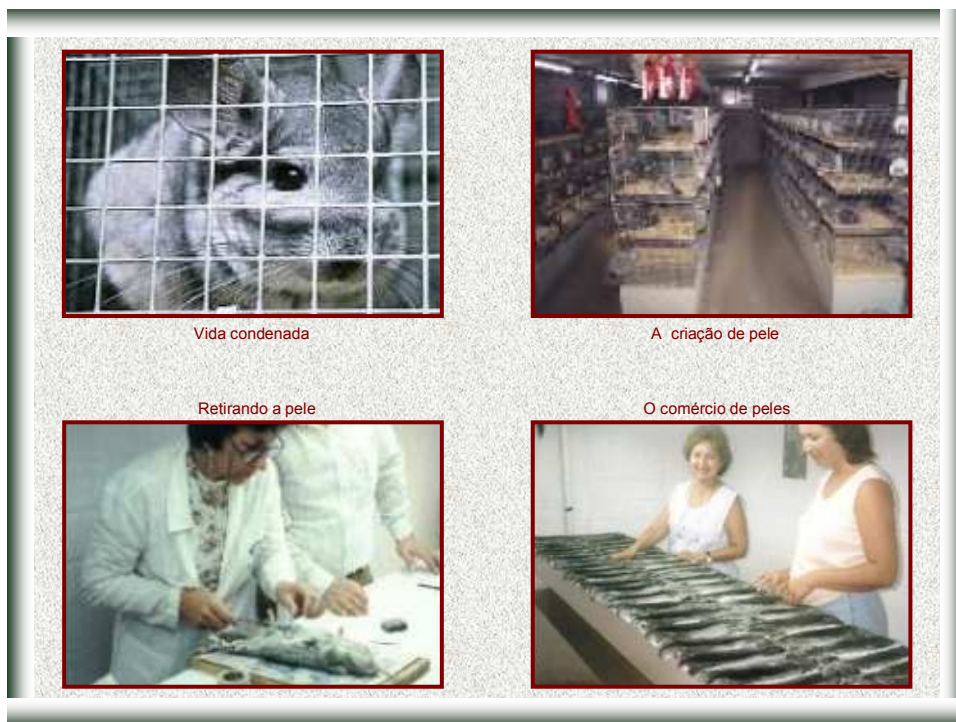 Vida condenada
A criação de pele
Retirando a pele
O comércio de peles